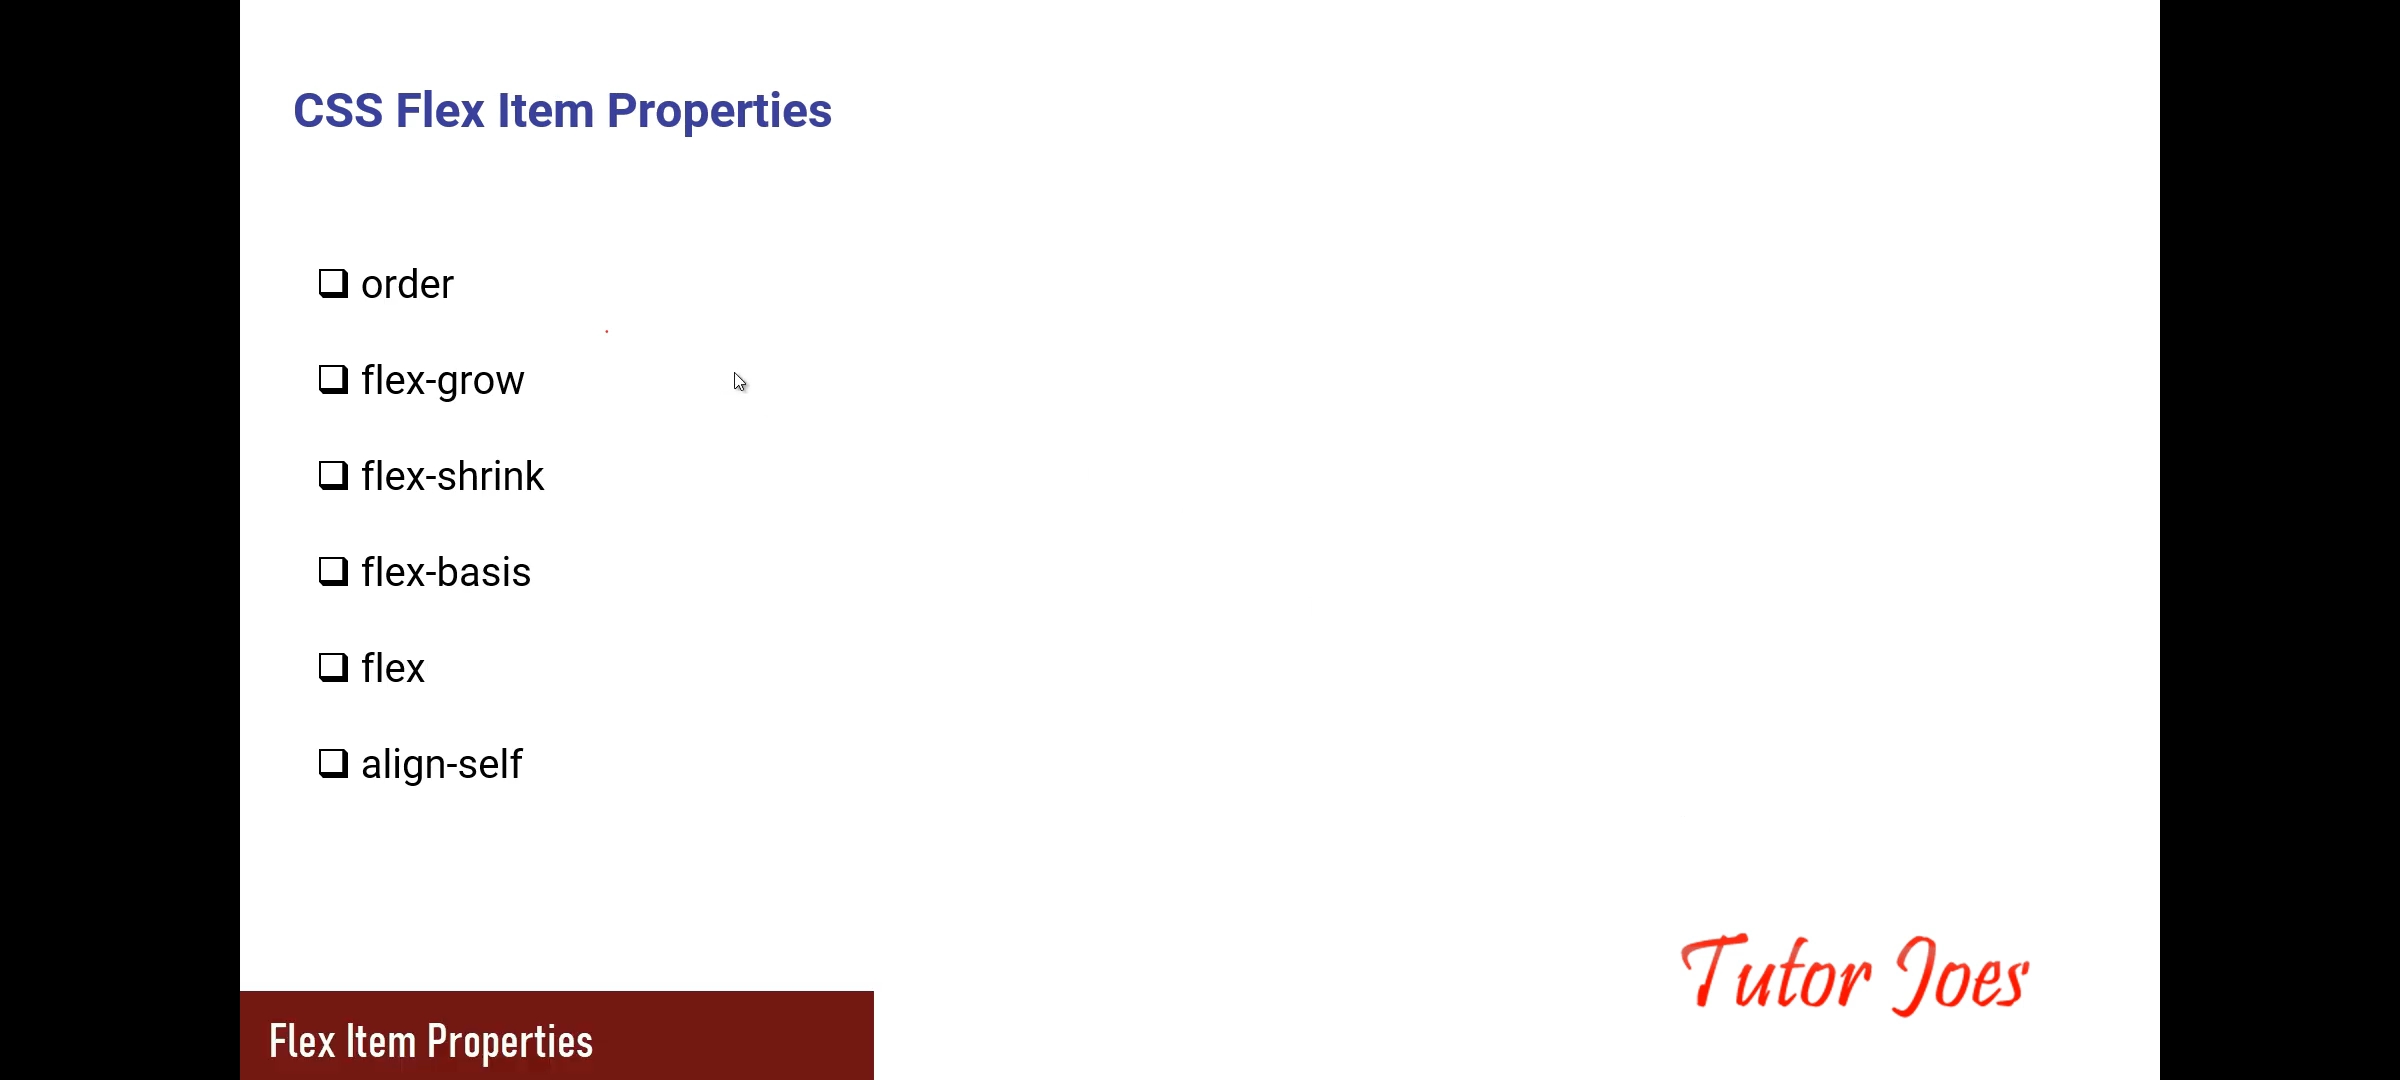 CSS Flex Item Properties
order
flex-grow
flex-shrink
flex-basis
flex
align-self
Tutor Joes
Flex Item Properties